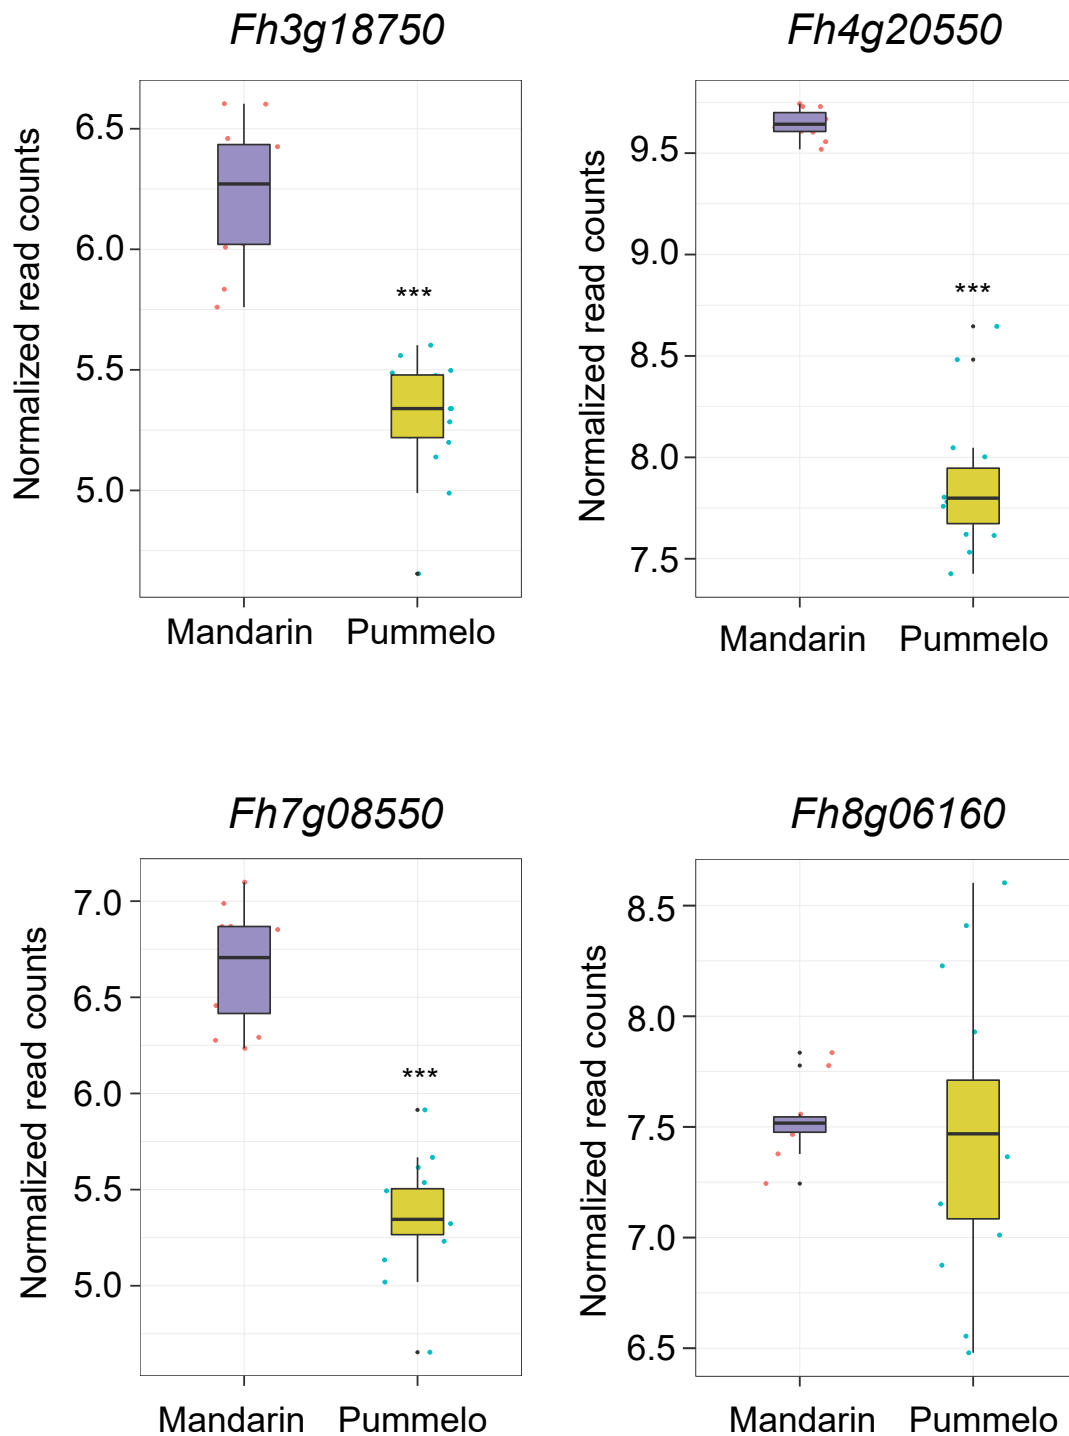 Fh3g18750
Normalized read counts
6.5
6.0
5.5
5.0
***
Mandarin Pummelo
Fh4g20550
Normalized read counts
9.5
9.0
8.5
8.0
7.5
***
Mandarin Pummelo
Fh7g08550
Normalized read counts
7.0
6.5
6.0
5.5
5.0
***
Mandarin Pummelo
Fh8g06160
Normalized read counts
8.5
8.0
7.5
7.0
6.5
Mandarin Pummelo